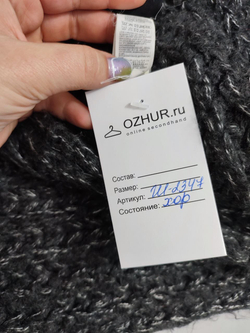 OZHUR.ru
online secondhand
Состав:
Размер:
Артикул: Ш-2347
Состояние: хор